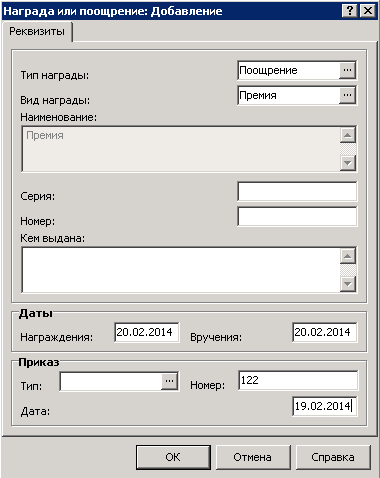 Награда или поощрение: Добавление
Реквизиты
Тип награды: Поощрение ...
Вид награды: Премия ...
Наименование:
Премия
Серия:
Номер:
Кем выдана:
Даты
Награждения: 20.02.2014 Вручения: 20.02.2014
Приказ
Тип: ... Номер: 122
Дата: 19.02.2014
OK Отмена Справка